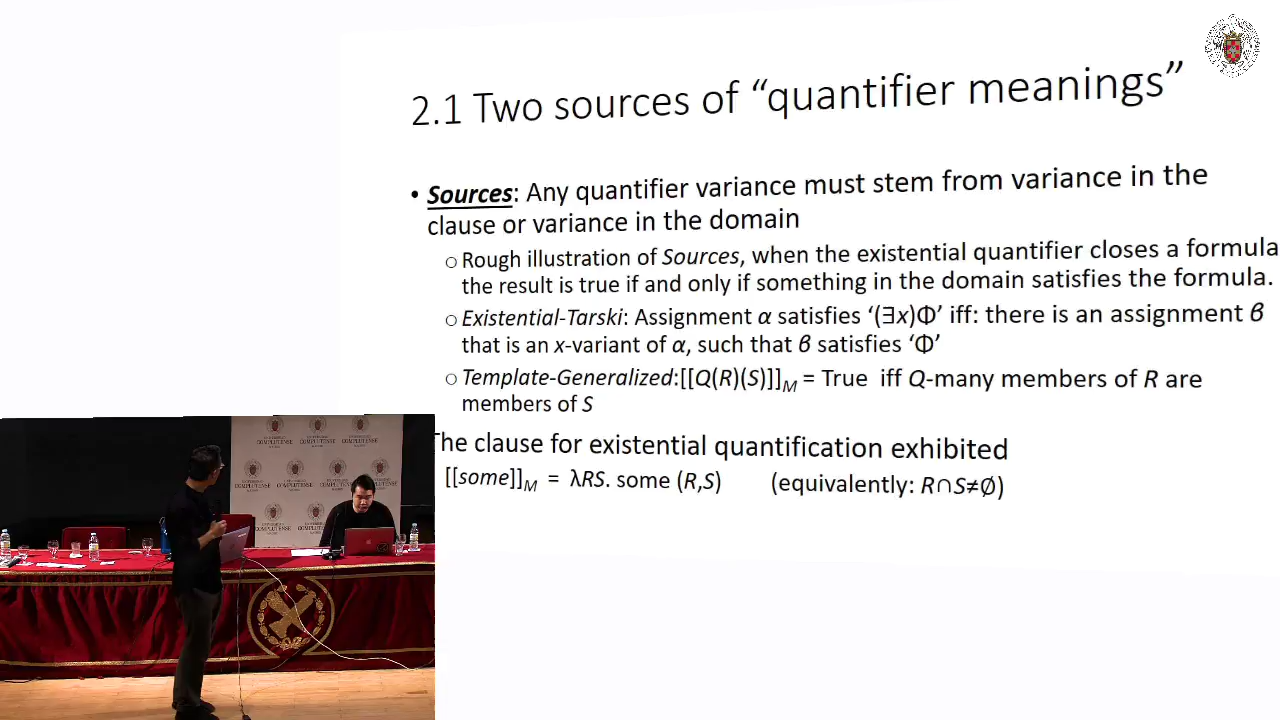 2.1 Two sources of “quantifier meanings”
• Sources: Any quantifier variance must stem from variance in the
clause or variance in the domain
○ Rough illustration of Sources, when the existential quantifier closes a formula
the result is true if and only if something in the domain satisfies the formula.
○ Existential-Tarski: Assignment α satisfies ‘(∃x)Φ’ iff: there is an assignment β
that is an x-variant of α, such that β satisfies ‘Φ’
○ Template-Generalized:[[Q(R)(S)]]M = True iff Q-many members of R are
members of S
The clause for existential quantification exhibited
[[some]]M = λRS. some (R,S) (equivalently: R∩S≠∅)
UNIVERSIDAD
COMPLUTENSE